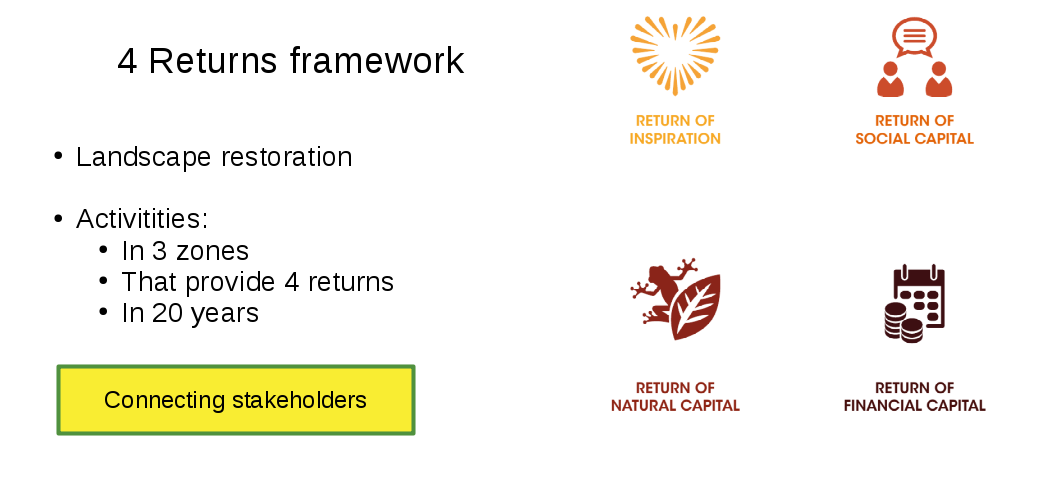 4 Returns framework
• Landscape restoration
• Activitities:
• In 3 zones
• That provide 4 returns
• In 20 years
Connecting stakeholders
RETURN OF
INSPIRATION
RETURN OF
SOCIAL CAPITAL
RETURN OF
NATURAL CAPITAL
RETURN OF
FINANCIAL CAPITAL